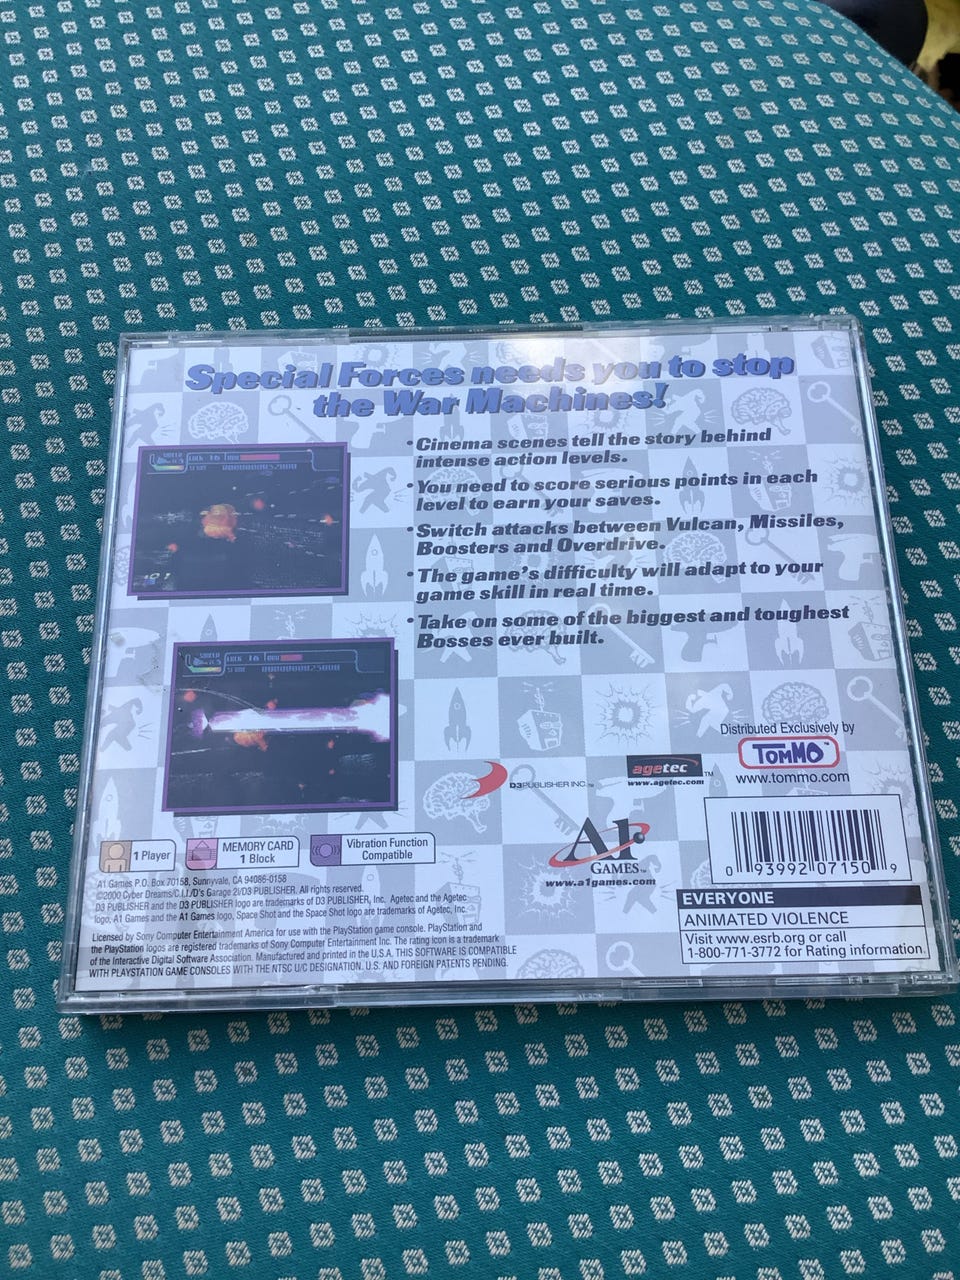 Special Forces needs you to stop
the War Machines!
•Cinema scenes tell the story behind
intense action levels.
•You need to score serious points in each
level to earn your saves.
•Switch attacks between Vulcan, Missiles,
Boosters and Overdrive.
•The game's difficulty will adapt to your
game skill in real time.
•Take on some of the biggest and toughest
Bosses ever built.
SHIELD
LOCK 16
SHIELD
LOCK 16
Distributed Exclusively by
TOMMO™
www.tommo.com
D3PUBLISHER INC.™
agetec™
www.agetec.com
A1
GAMES™
www.a1games.com
1 Player
MEMORY CARD
1 Block
Vibration Function
Compatible
0 93992 07150 9
EVERYONE
ANIMATED VIOLENCE
Visit www.esrb.org or call
1-800-771-3772 for Rating information.
A1 Games P.O. Box 70158, Sunnyvale, CA 94086-0158
©2000 Cyber Dreams/C.I./D's Garage 21/D3 PUBLISHER. All rights reserved.
D3 PUBLISHER and the D3 PUBLISHER logo are trademarks of D3 PUBLISHER, Inc. Agetec and the Agetec
logo, A1 Games and the A1 Games logo, Space Shot and the Space Shot logo are trademarks of Agetec, Inc.
Licensed by Sony Computer Entertainment America for use with the PlayStation game console. PlayStation and
the PlayStation logos are registered trademarks of Sony Computer Entertainment Inc. The rating icon is a trademark
of the Interactive Digital Software Association. Manufactured and printed in the U.S.A. THIS SOFTWARE IS COMPATIBLE
WITH PLAYSTATION GAME CONSOLES WITH THE NTSC U/C DESIGNATION. U.S. AND FOREIGN PATENTS PENDING.